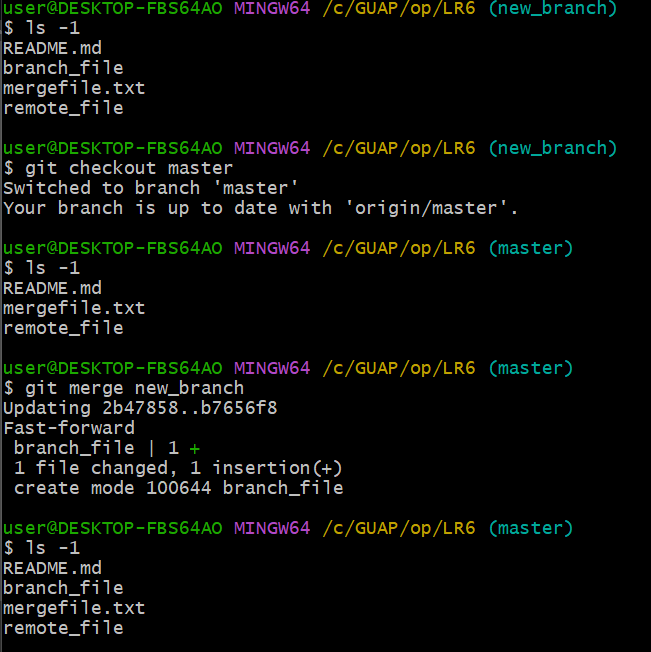 user@DESKTOP-FBS64AO MINGW64 /c/GUAP/op/LR6 (new_branch)
$ ls -1
README.md
branch_file
mergefile.txt
remote_file
user@DESKTOP-FBS64AO MINGW64 /c/GUAP/op/LR6 (new_branch)
$ git checkout master
Switched to branch 'master'
Your branch is up to date with 'origin/master'.
user@DESKTOP-FBS64AO MINGW64 /c/GUAP/op/LR6 (master)
$ ls -1
README.md
mergefile.txt
remote_file
user@DESKTOP-FBS64AO MINGW64 /c/GUAP/op/LR6 (master)
$ git merge new_branch
Updating 2b47858..b7656f8
Fast-forward
 branch_file | 1 +
 1 file changed, 1 insertion(+)
 create mode 100644 branch_file
user@DESKTOP-FBS64AO MINGW64 /c/GUAP/op/LR6 (master)
$ ls -1
README.md
branch_file
mergefile.txt
remote_file